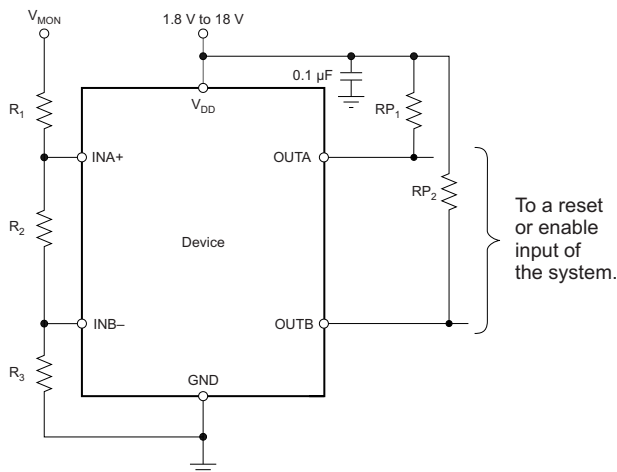 VMON
1.8 V to 18 V
0.1 µF
R1
VDD
RP1
INA+
OUTA
RP2
R2
Device
To a reset
or enable
input of
the system.
INB–
OUTB
R3
GND